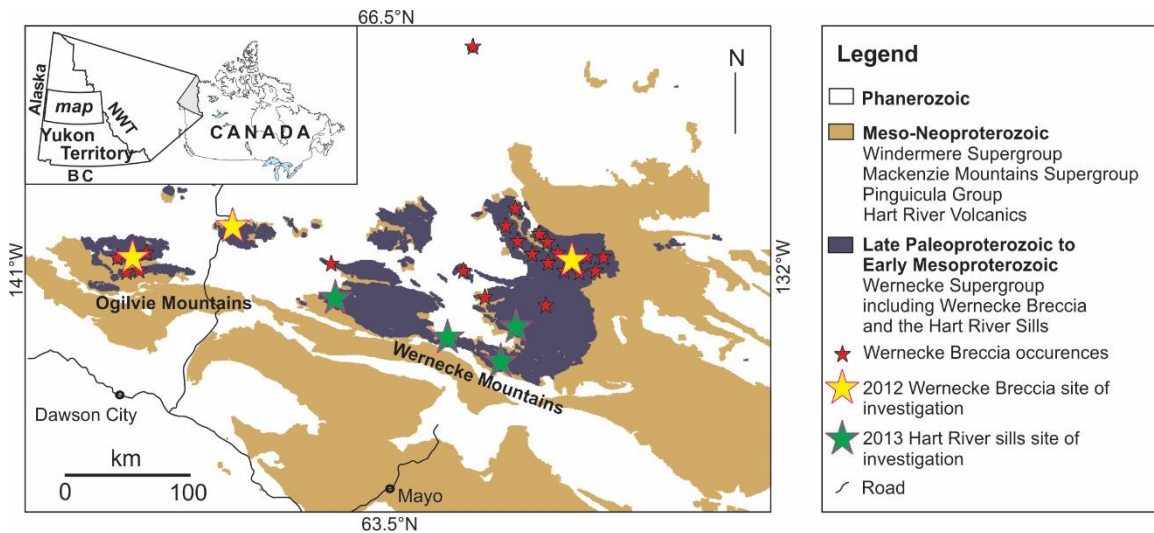 66.5°N
Alaska
map
NWT
Yukon
Territory
BC
CANADA
N
141°W
132°W
Ogilvie Mountains
Wernecke Mountains
Dawson City
km
0 100
Mayo
63.5°N
Legend
Phanerozoic
Meso-Neoproterozoic
Windermere Supergroup
Mackenzie Mountains Supergroup
Pinguicula Group
Hart River Volcanics
Late Paleoproterozoic to
Early Mesoproterozoic
Wernecke Supergroup
including Wernecke Breccia
and the Hart River Sills
Wernecke Breccia occurences
2012 Wernecke Breccia site of
investigation
2013 Hart River sills site of
investigation
Road